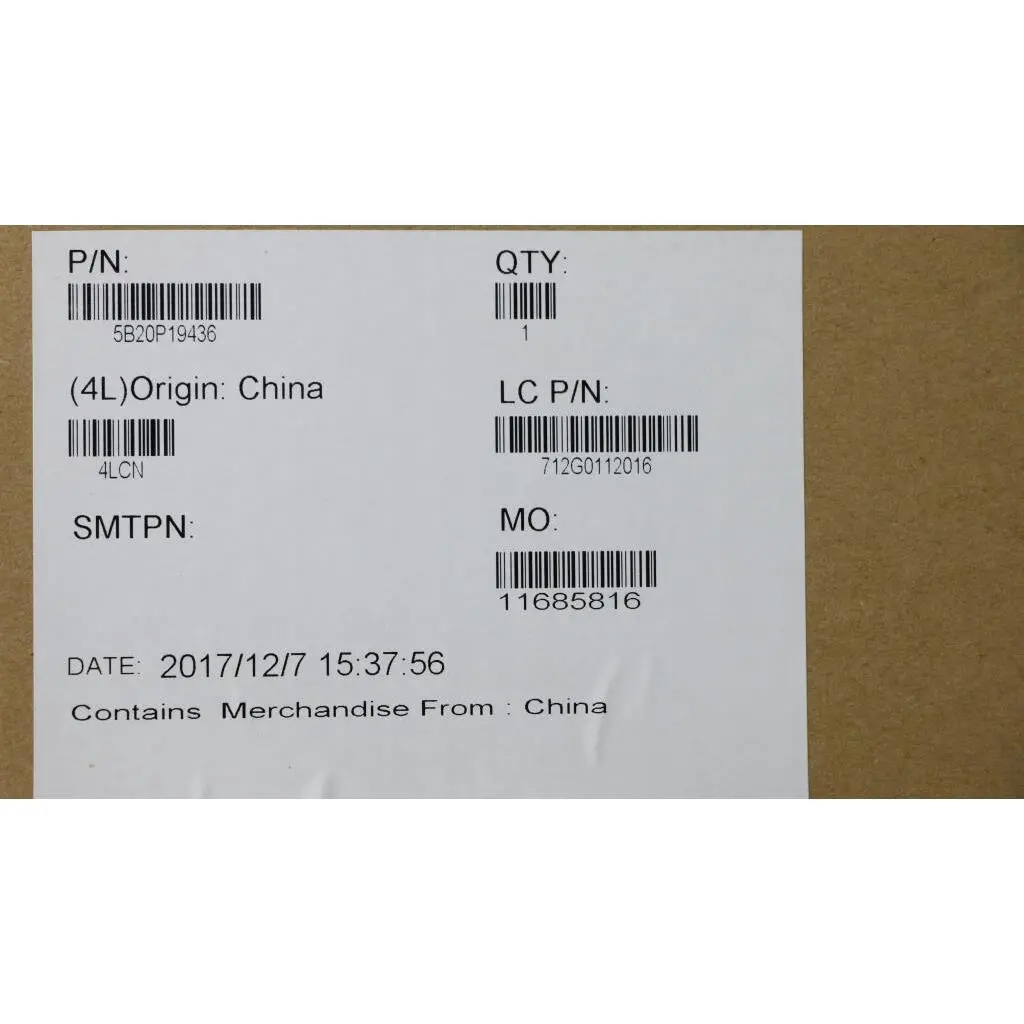 P/N:
5B20P19436
QTY:
1
(4L)Origin: China
4LCN
LC P/N:
712G0112016
SMTPN:
MO:
11685816
DATE: 2017/12/7 15:37:56
Contains Merchandise From : China